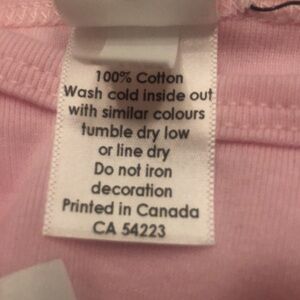 100% Cotton
Wash cold inside out
with similar colours
tumble dry low
or line dry
Do not iron
decoration
Printed in Canada
CA 54223